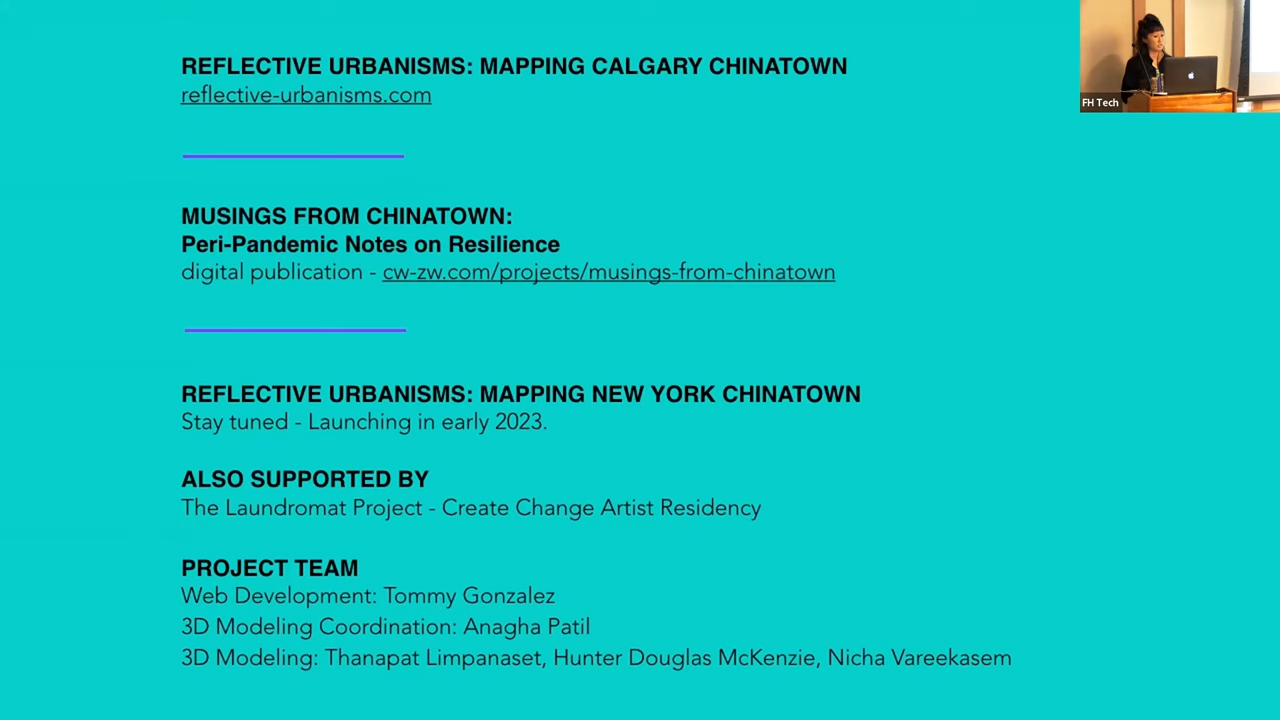 REFLECTIVE URBANISMS: MAPPING CALGARY CHINATOWN
reflective-urbanisms.com
FH Tech
MUSINGS FROM CHINATOWN:
Peri-Pandemic Notes on Resilience
digital publication - cw-zw.com/projects/musings-from-chinatown
REFLECTIVE URBANISMS: MAPPING NEW YORK CHINATOWN
Stay tuned - Launching in early 2023.
ALSO SUPPORTED BY
The Laundromat Project - Create Change Artist Residency
PROJECT TEAM
Web Development: Tommy Gonzalez
3D Modeling Coordination: Anagha Patil
3D Modeling: Thanapat Limpanaset, Hunter Douglas McKenzie, Nicha Vareekasem